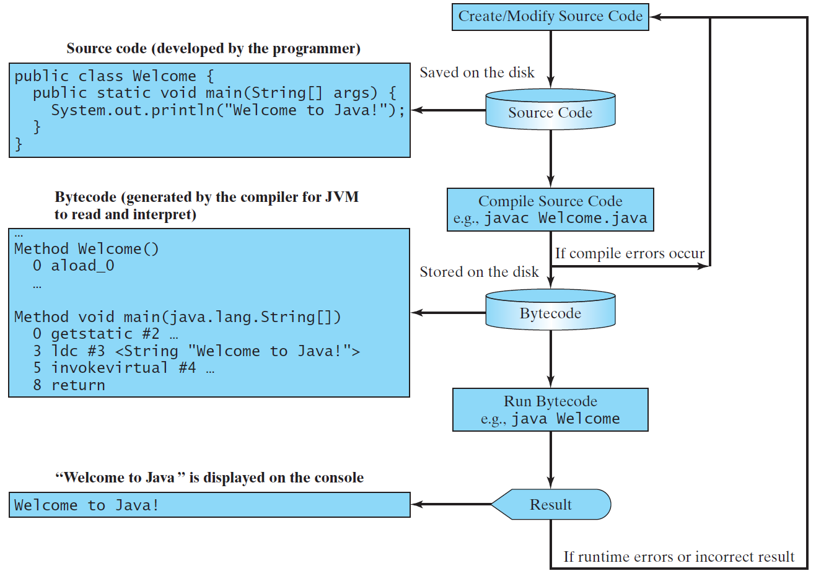 Create/Modify Source Code
Source code (developed by the programmer)
public class Welcome {
  public static void main(String[] args) {
    System.out.println("Welcome to Java!");
  }
}
Saved on the disk
Source Code
Compile Source Code
e.g., javac Welcome.java
If compile errors occur
Bytecode (generated by the compiler for JVM
to read and interpret)
…
Method Welcome()
  0 aload_0
  …
Method void main(java.lang.String[])
  0 getstatic #2 …
  3 ldc #3 <String "Welcome to Java!">
  5 invokevirtual #4 …
  8 return
Stored on the disk
Bytecode
Run Bytecode
e.g., java Welcome
“Welcome to Java” is displayed on the console
Welcome to Java!
Result
If runtime errors or incorrect result